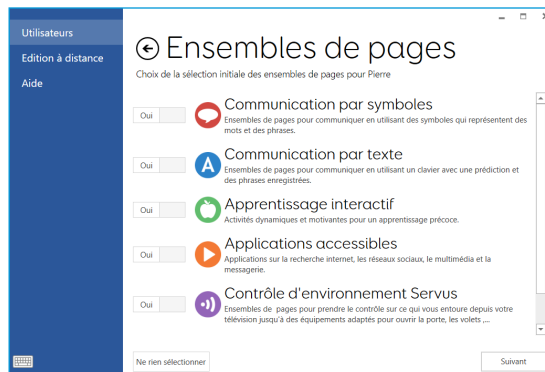 Utilisateurs
Edition à distance
Aide
Ensembles de pages
Choix de la sélection initiale des ensembles de pages pour Pierre
Oui
Communication par symboles
Ensembles de pages pour communiquer en utilisant des symboles qui représentent des
mots et des phrases.
Oui
A
Communication par texte
Ensembles de pages pour communiquer en utilisant un clavier avec une prédiction et
des phrases enregistrées.
Oui
Apprentissage interactif
Activités dynamiques et motivantes pour un apprentissage précoce.
Oui
Applications accessibles
Applications sur la recherche internet, les réseaux sociaux, le multimédia et la
messagerie.
Oui
Contrôle d'environnement Servus
Ensembles de pages pour prendre le contrôle sur ce qui vous entoure depuis votre
télévision jusqu'à des équipements adaptés pour ouvrir la porte, les volets ,...
Ne rien sélectionner
Suivant